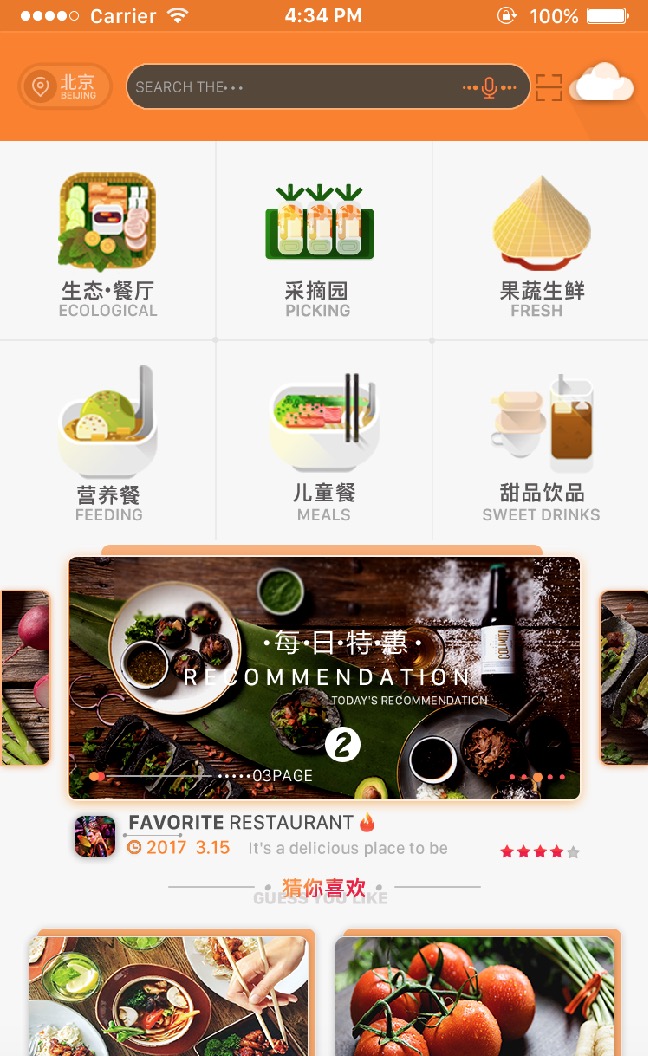 Carrier 4:34 PM 100%
北京
BEIJING
SEARCH THE•••
生态•餐厅
ECOLOGICAL
采摘园
PICKING
果蔬生鲜
FRESH
营养餐
FEEDING
儿童餐
MEALS
甜品饮品
SWEET DRINKS
•每•日•特•惠•
RECOMMENDATION
TODAY'S RECOMMENDATION
2
•••••03PAGE
FAVORITE RESTAURANT
2017 3.15 It's a delicious place to be
猜你喜欢
GUESS YOU LIKE